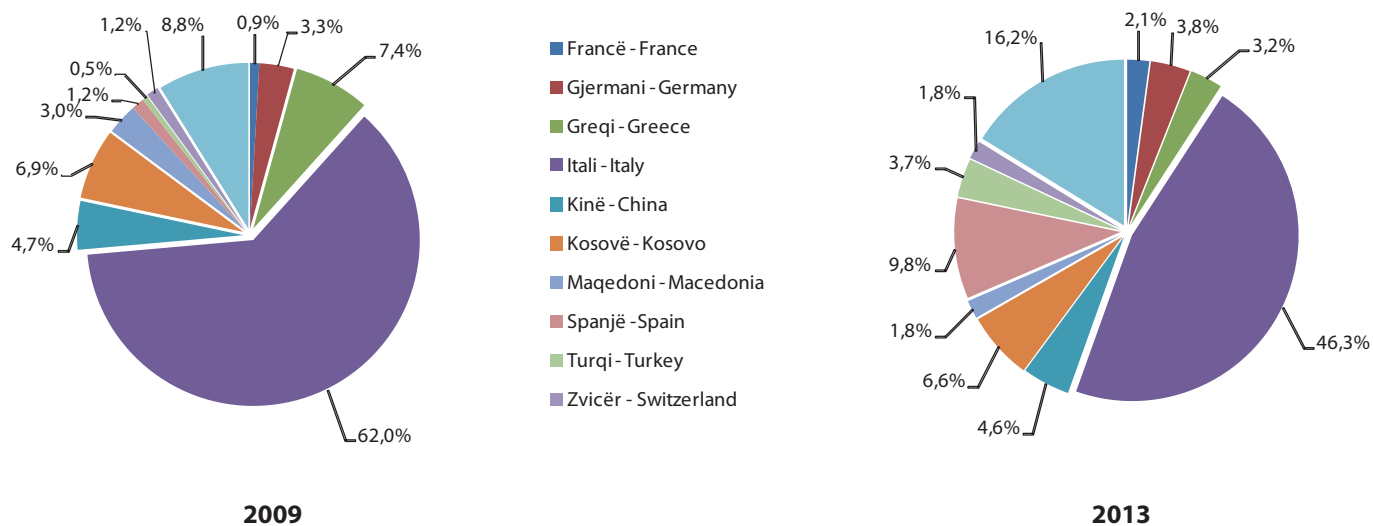 1,2%
8,8%
0,9%
3,3%
7,4%
0,5%
1,2%
3,0%
6,9%
4,7%
62,0%
2009
Francë - France
Gjermani - Germany
Greqi - Greece
Itali - Italy
Kinë - China
Kosovë - Kosovo
Maqedoni - Macedonia
Spanjë - Spain
Turqi - Turkey
Zvicër - Switzerland
16,2%
2,1%
3,8%
3,2%
1,8%
3,7%
9,8%
1,8%
6,6%
4,6%
46,3%
2013